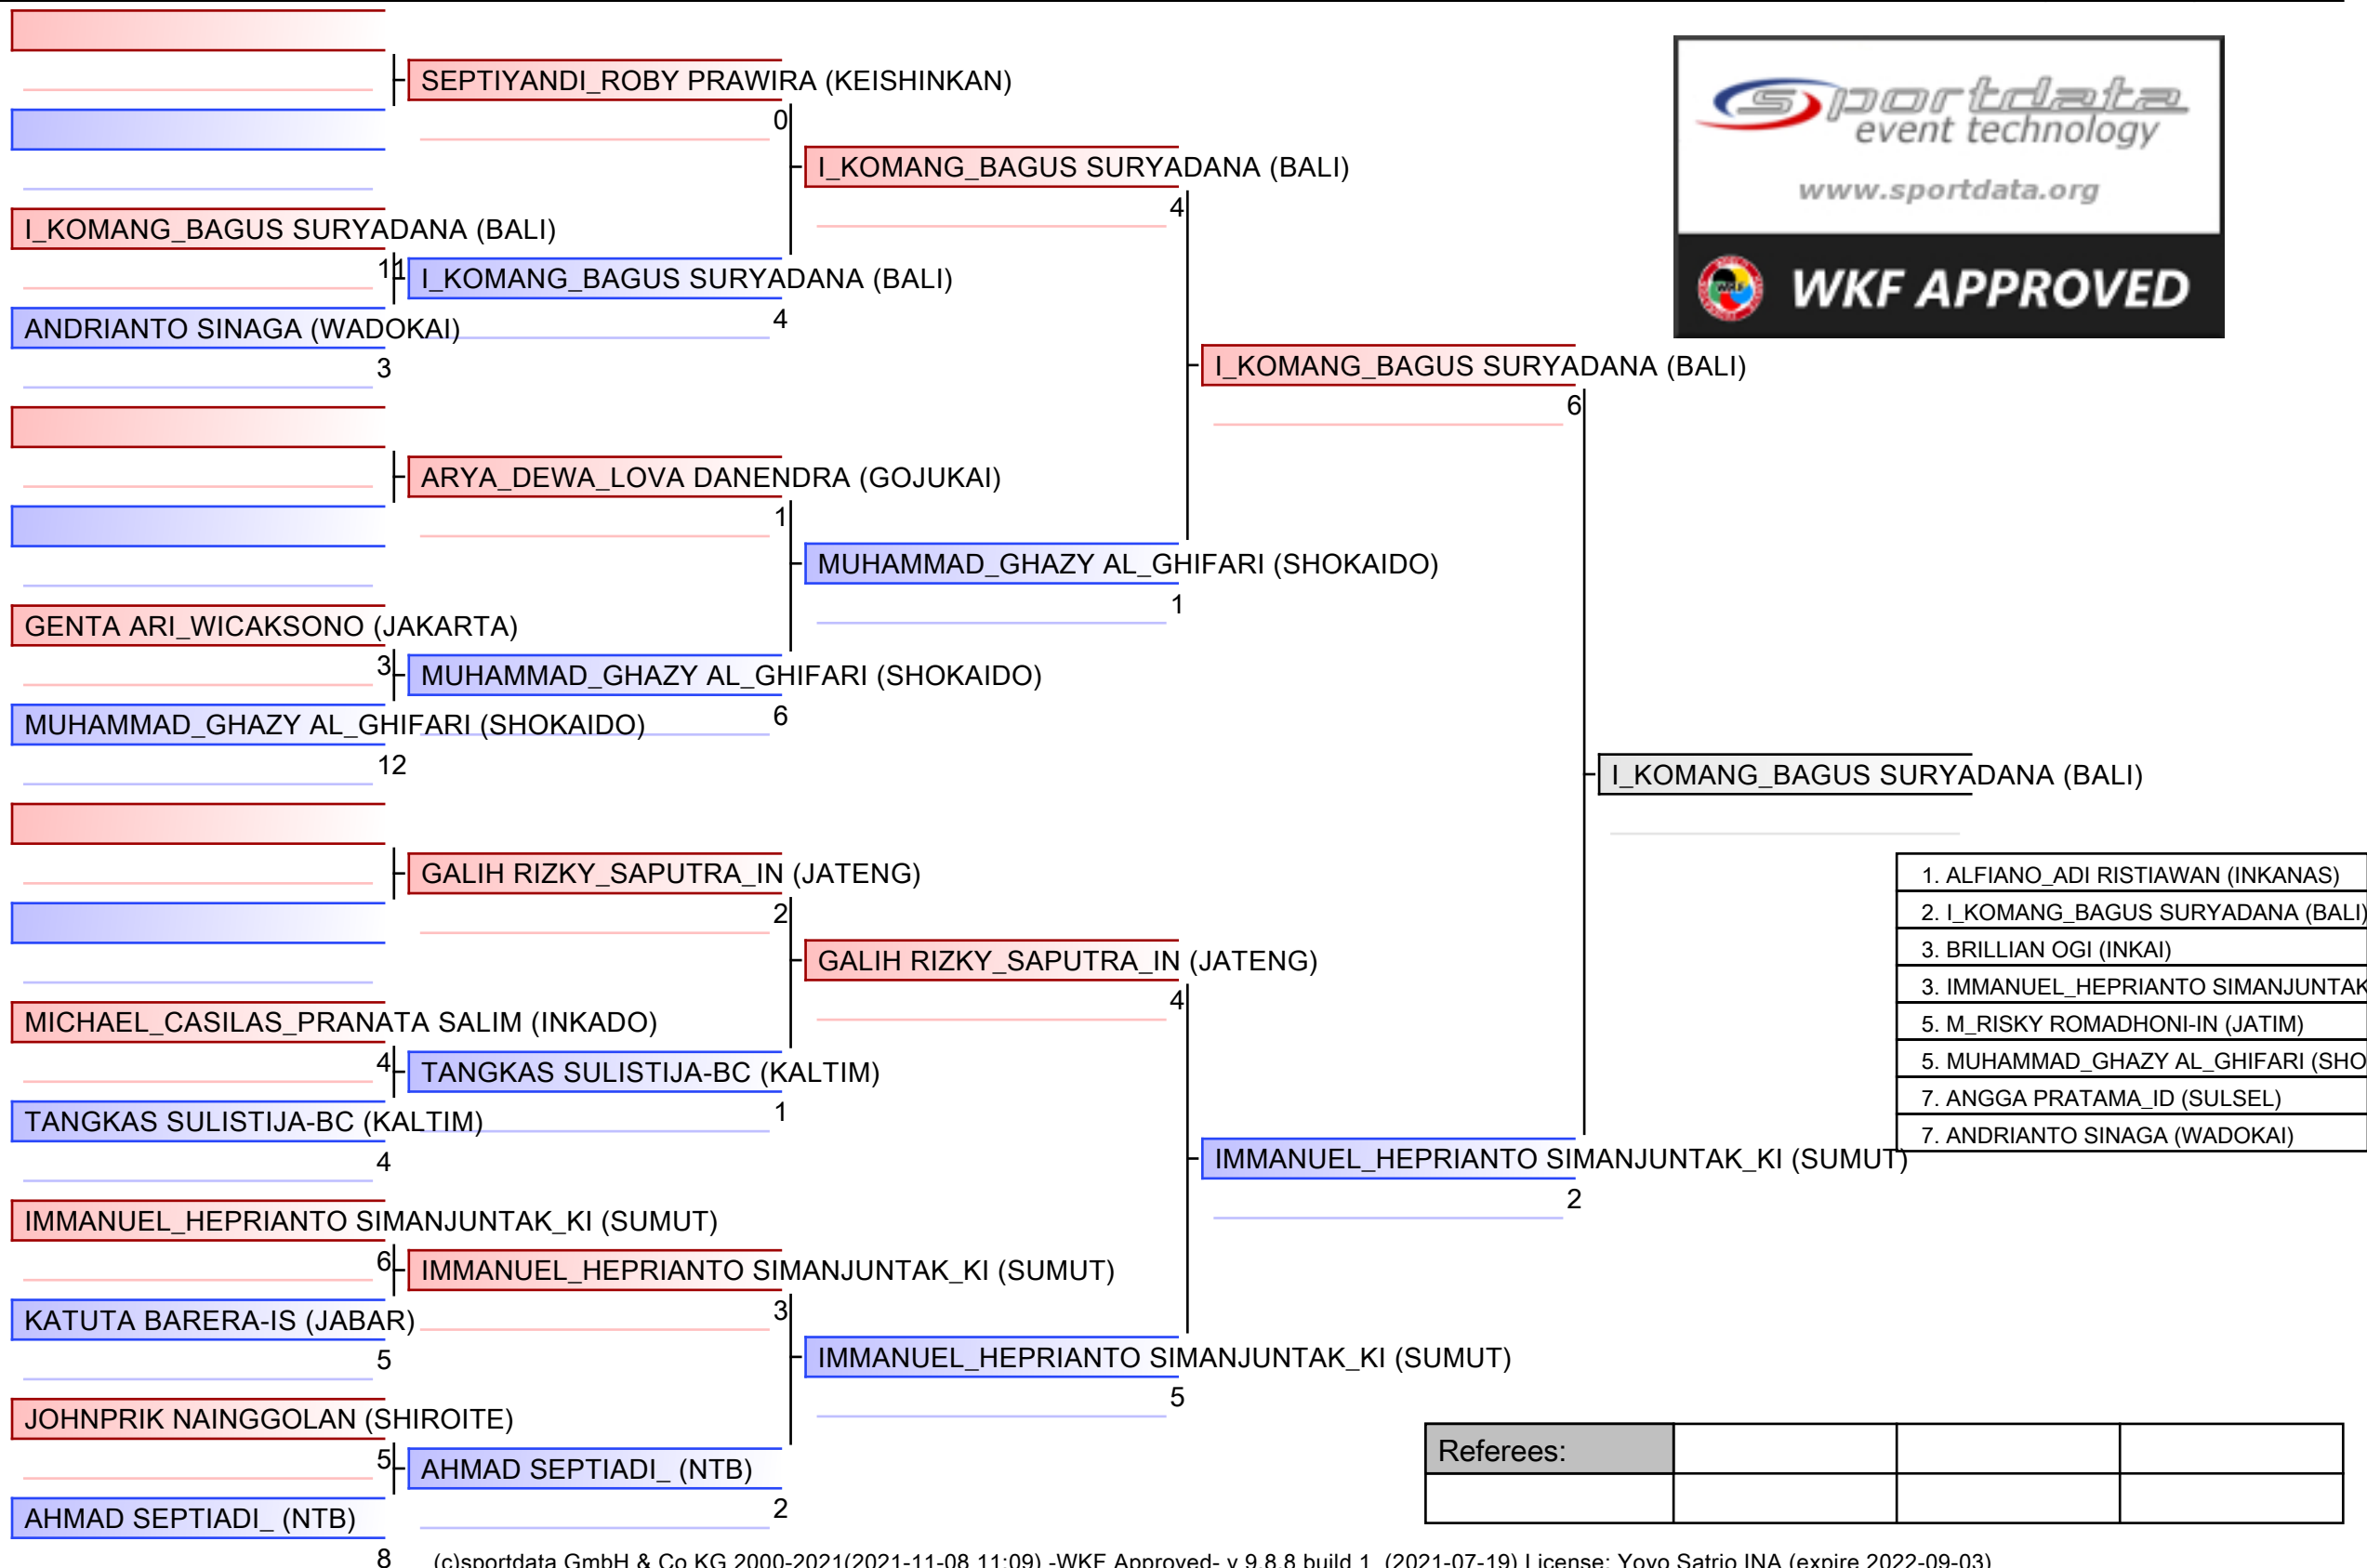 SEPTIYANDI_ROBY PRAWIRA (KEISHINKAN)
0
I_KOMANG_BAGUS SURYADANA (BALI)
4
I_KOMANG_BAGUS SURYADANA (BALI)
11
I_KOMANG_BAGUS SURYADANA (BALI)
4
ANDRIANTO SINAGA (WADOKAI)
3
I_KOMANG_BAGUS SURYADANA (BALI)
6
ARYA_DEWA_LOVA DANENDRA (GOJUKAI)
1
MUHAMMAD_GHAZY AL_GHIFARI (SHOKAIDO)
1
GENTA ARI_WICAKSONO (JAKARTA)
3
MUHAMMAD_GHAZY AL_GHIFARI (SHOKAIDO)
6
MUHAMMAD_GHAZY AL_GHIFARI (SHOKAIDO)
12
I_KOMANG_BAGUS SURYADANA (BALI)
GALIH RIZKY_SAPUTRA_IN (JATENG)
2
GALIH RIZKY_SAPUTRA_IN (JATENG)
4
MICHAEL_CASILAS_PRANATA SALIM (INKADO)
4
TANGKAS SULISTIJA-BC (KALTIM)
1
TANGKAS SULISTIJA-BC (KALTIM)
4
IMMANUEL_HEPRIANTO SIMANJUNTAK_KI (SUMUT)
2
IMMANUEL_HEPRIANTO SIMANJUNTAK_KI (SUMUT)
6
IMMANUEL_HEPRIANTO SIMANJUNTAK_KI (SUMUT)
3
KATUTA BARERA-IS (JABAR)
5
IMMANUEL_HEPRIANTO SIMANJUNTAK_KI (SUMUT)
5
JOHNPRIK NAINGGOLAN (SHIROITE)
5
AHMAD SEPTIADI_ (NTB)
2
AHMAD SEPTIADI_ (NTB)
8
sportdata
event technology
www.sportdata.org
WKF APPROVED
1. ALFIANO_ADI RISTIAWAN (INKANAS)
2. I_KOMANG_BAGUS SURYADANA (BALI)
3. BRILLIAN OGI (INKAI)
3. IMMANUEL_HEPRIANTO SIMANJUNTAK
5. M_RISKY ROMADHONI-IN (JATIM)
5. MUHAMMAD_GHAZY AL_GHIFARI (SHO
7. ANGGA PRATAMA_ID (SULSEL)
7. ANDRIANTO SINAGA (WADOKAI)
Referees:
(c)sportdata GmbH & Co KG 2000-2021(2021-11-08 11:09) -WKF Approved- v 9.8.8 build 1 (2021-07-19) License: Yoyo Satrio INA (expire 2022-09-03)